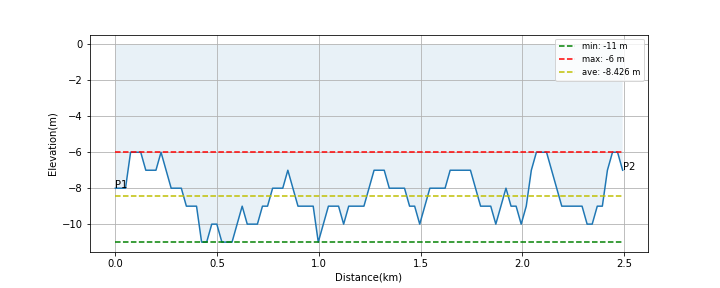 0
−2
−4
−6
−8
−10
Elevation(m)
min: -11 m
max: -6 m
ave: -8.426 m
P1
P2
0.0 0.5 1.0 1.5 2.0 2.5
Distance(km)